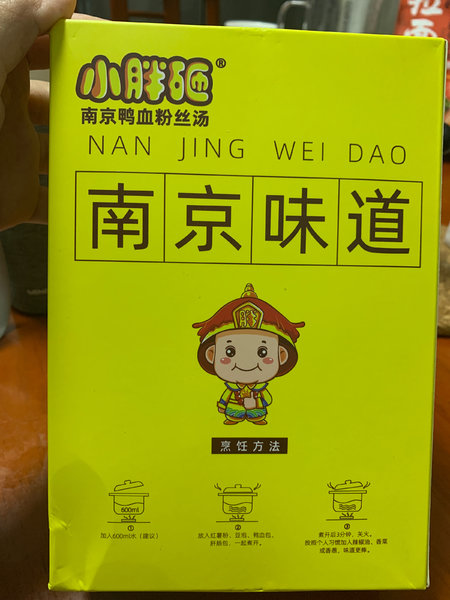 小胖砸®
南京鸭血粉丝汤
NAN JING WEI DAO
南京味道
烹饪方法
600ml
①
加入600ml水（建议）
②
放入红薯粉、豆泡、鸭血包、
肝肠包，一起煮开。
③
煮开后3分钟，关火。
按照个人习惯加入辣椒油、香菜
或香葱，味道更棒。